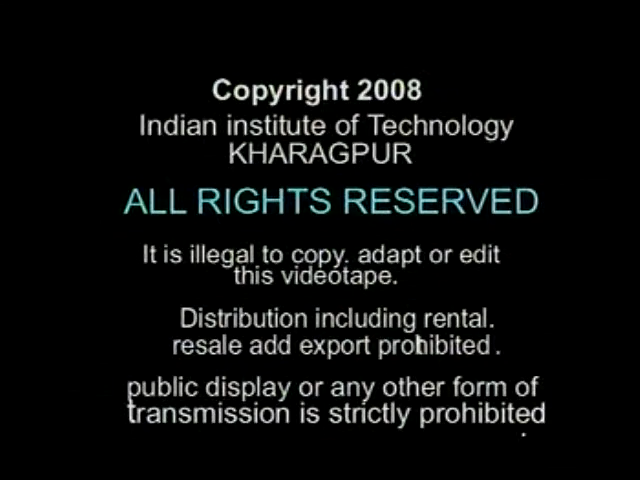 Copyright 2008
Indian institute of Technology
KHARAGPUR
ALL RIGHTS RESERVED
It is illegal to copy. adapt or edit
this videotape.
Distribution including rental.
resale add export prohibited .
public display or any other form of
transmission is strictly prohibited
.